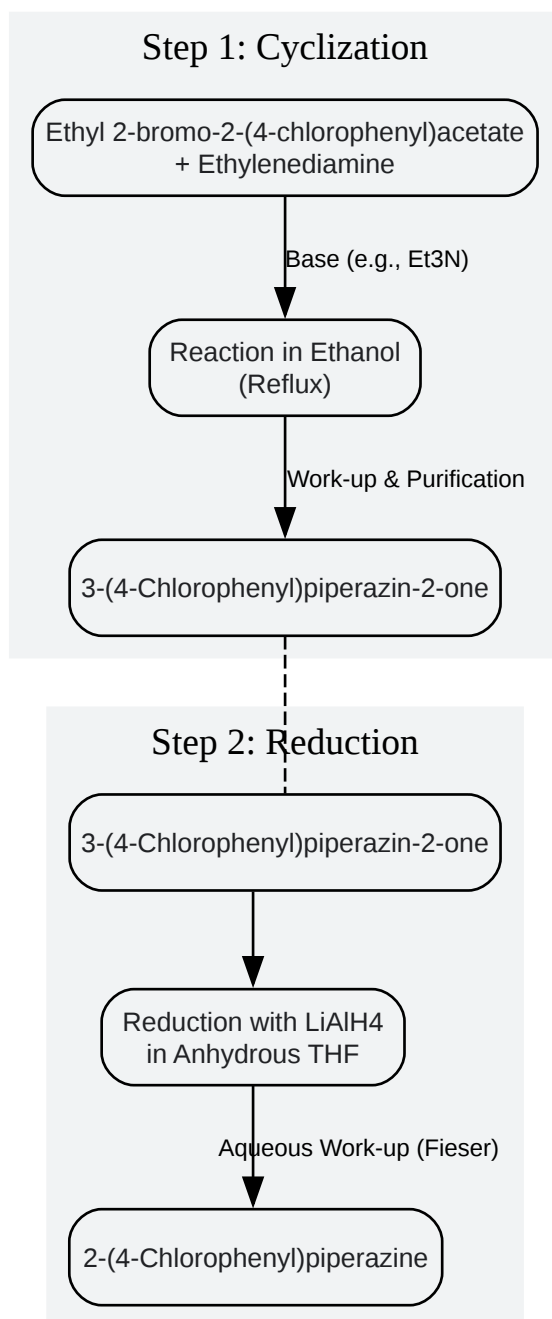 Step 1: Cyclization
Ethyl 2-bromo-2-(4-chlorophenyl)acetate
+ Ethylenediamine
Base (e.g., Et3N)
Reaction in Ethanol
(Reflux)
Work-up & Purification
3-(4-Chlorophenyl)piperazin-2-one
Step 2: Reduction
3-(4-Chlorophenyl)piperazin-2-one
Reduction with LiAlH4
in Anhydrous THF
Aqueous Work-up (Fieser)
2-(4-Chlorophenyl)piperazine